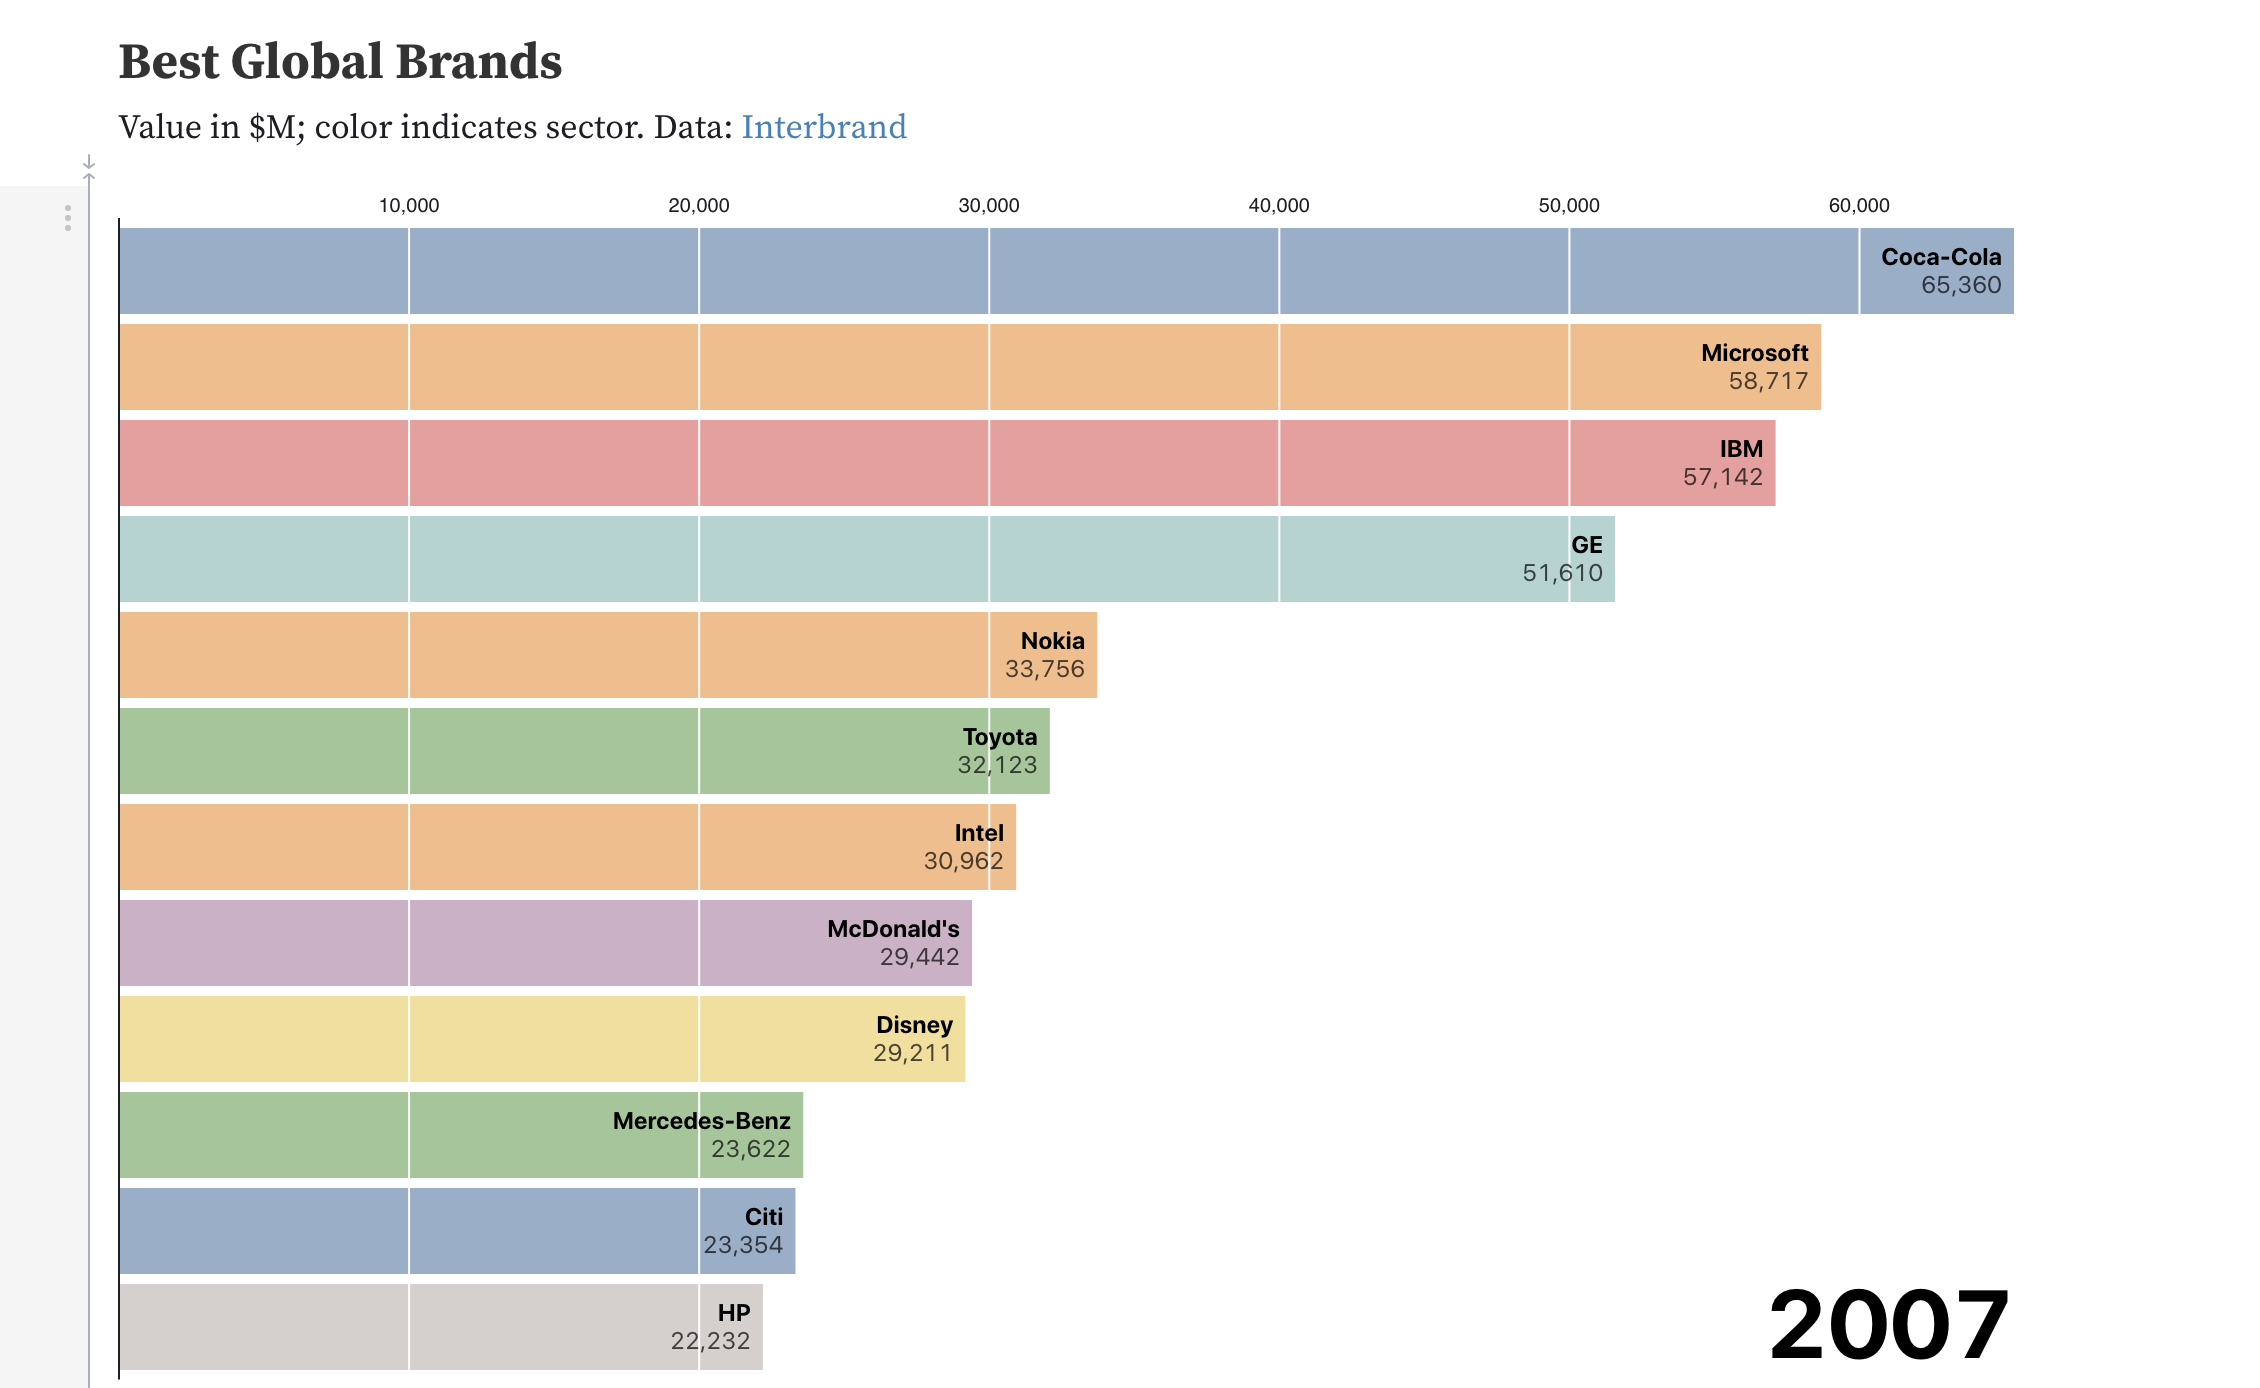 Best Global Brands
Value in $M; color indicates sector. Data: Interbrand
10,000 20,000 30,000 40,000 50,000 60,000
Coca-Cola
65,360
Microsoft
58,717
IBM
57,142
GE
51,610
Nokia
33,756
Toyota
32,123
Intel
30,962
McDonald's
29,442
Disney
29,211
Mercedes-Benz
23,622
Citi
23,354
HP
22,232
2007